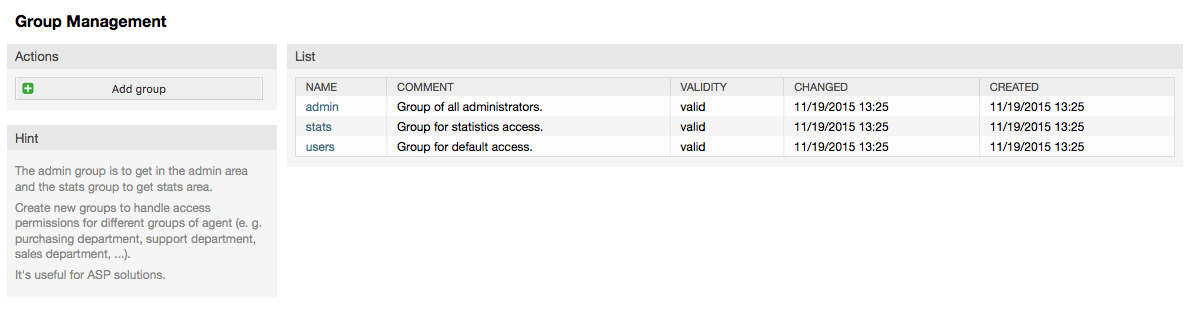 Group Management
Actions
Add group
Hint
The admin group is to get in the admin area
and the stats group to get stats area.
Create new groups to handle access
permissions for different groups of agent (e. g.
purchasing department, support department,
sales department, ...).
It's useful for ASP solutions.
List
NAME COMMENT VALIDITY CHANGED CREATED
admin Group of all administrators. valid 11/19/2015 13:25 11/19/2015 13:25
stats Group for statistics access. valid 11/19/2015 13:25 11/19/2015 13:25
users Group for default access. valid 11/19/2015 13:25 11/19/2015 13:25